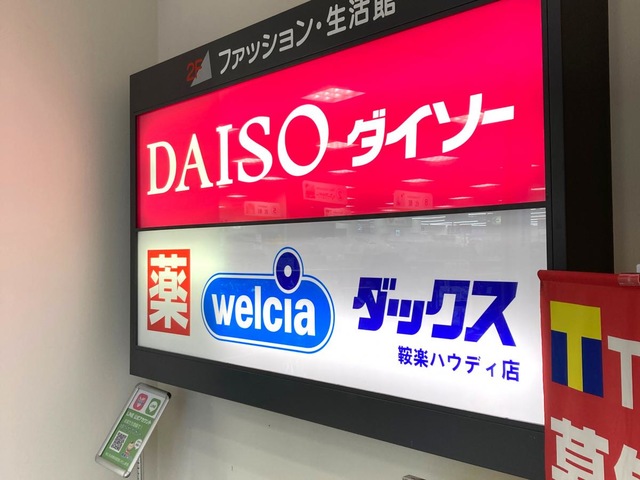 2F ファッション・生活館
DAISO ダイソー
薬 welcia ダックス
鞍楽ハウディ店
T